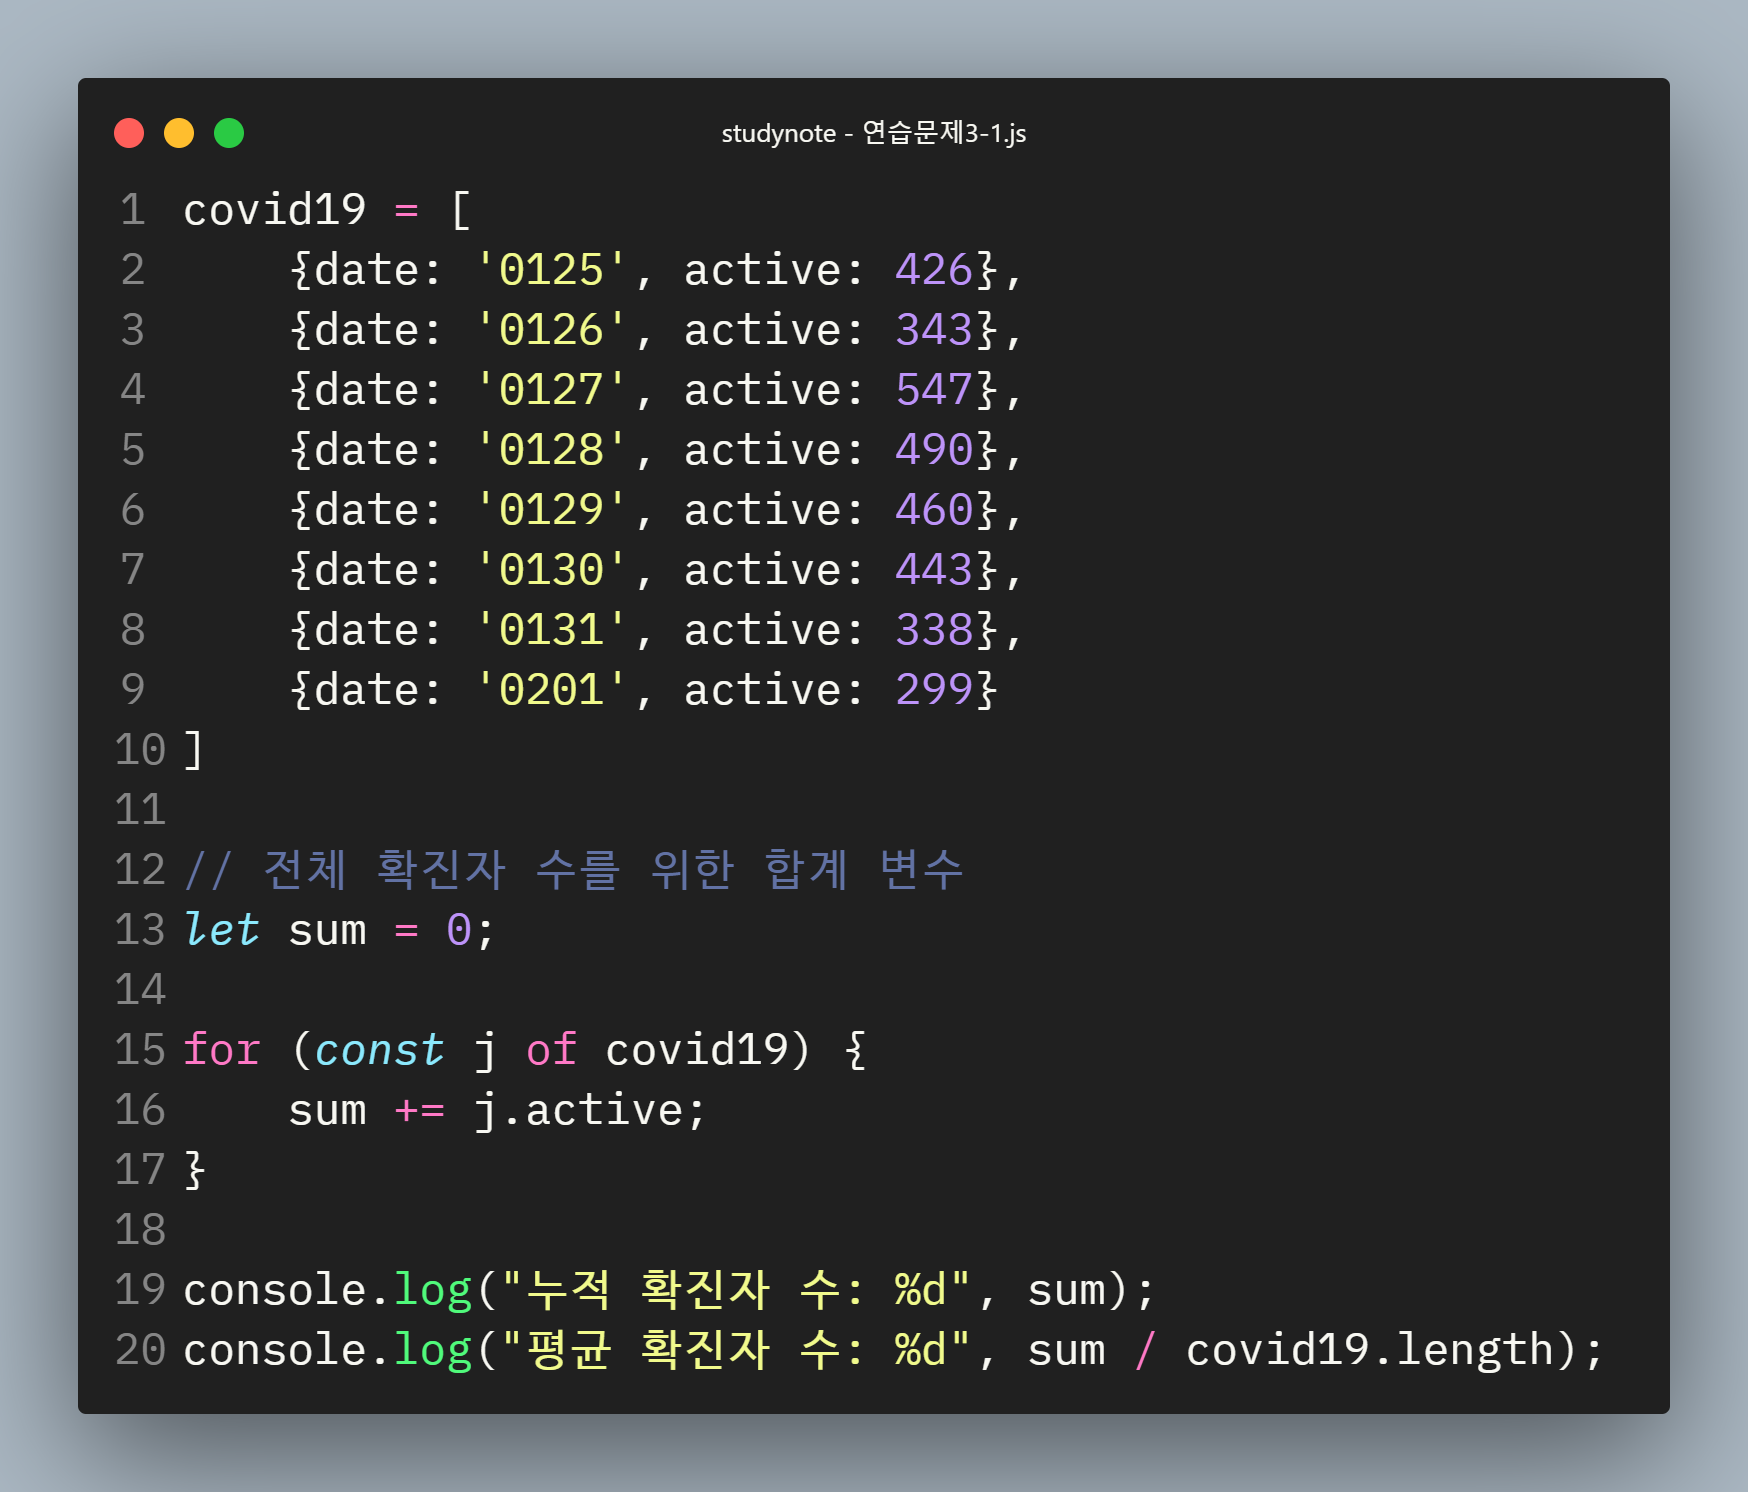 studynote - 연습문제3-1.js
1 covid19 = [
2     {date: '0125', active: 426},
3     {date: '0126', active: 343},
4     {date: '0127', active: 547},
5     {date: '0128', active: 490},
6     {date: '0129', active: 460},
7     {date: '0130', active: 443},
8     {date: '0131', active: 338},
9     {date: '0201', active: 299}
10 ]
11
12 // 전체 확진자 수를 위한 합계 변수
13 let sum = 0;
14
15 for (const j of covid19) {
16     sum += j.active;
17 }
18
19 console.log("누적 확진자 수: %d", sum);
20 console.log("평균 확진자 수: %d", sum / covid19.length);